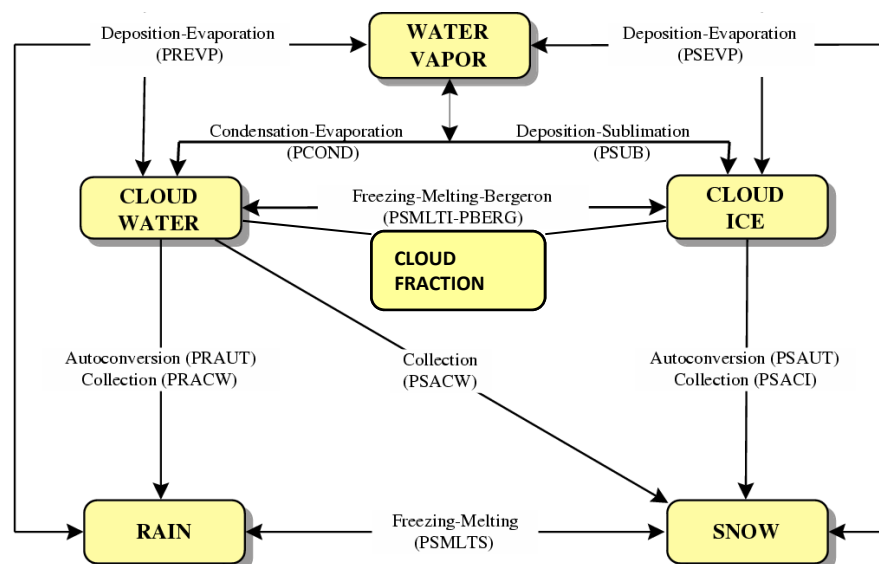 WATER
VAPOR
Deposition-Evaporation
(PREVP)
Deposition-Evaporation
(PSEVP)
Condensation-Evaporation
(PCOND)
Deposition-Sublimation
(PSUB)
CLOUD
WATER
Freezing-Melting-Bergeron
(PSMLTI-PBERG)
CLOUD
ICE
CLOUD
FRACTION
Autoconversion (PRAUT)
Collection (PRACW)
Collection
(PSACW)
Autoconversion (PSAUT)
Collection (PSACI)
RAIN
Freezing-Melting
(PSMLTS)
SNOW